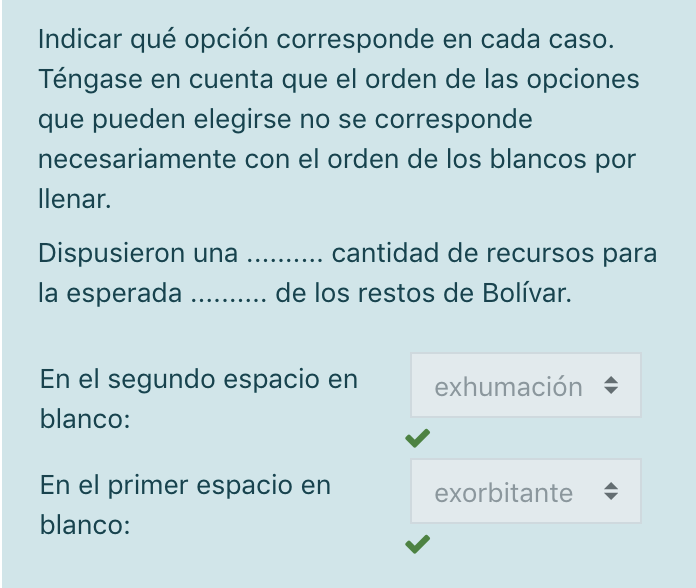 Indicar qué opción corresponde en cada caso.
Téngase en cuenta que el orden de las opciones
que pueden elegirse no se corresponde
necesariamente con el orden de los blancos por
llenar.
Dispusieron una .......... cantidad de recursos para
la esperada .......... de los restos de Bolívar.
En el segundo espacio en
blanco:
exhumación
En el primer espacio en
blanco:
exorbitante